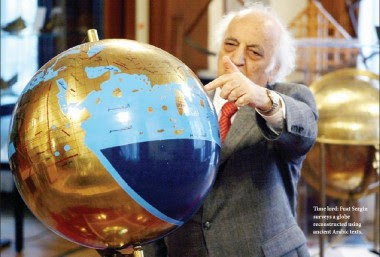 Time lord: Fuat Sezgin
surveys a globe
reconstructed using
ancient Arabic texts.